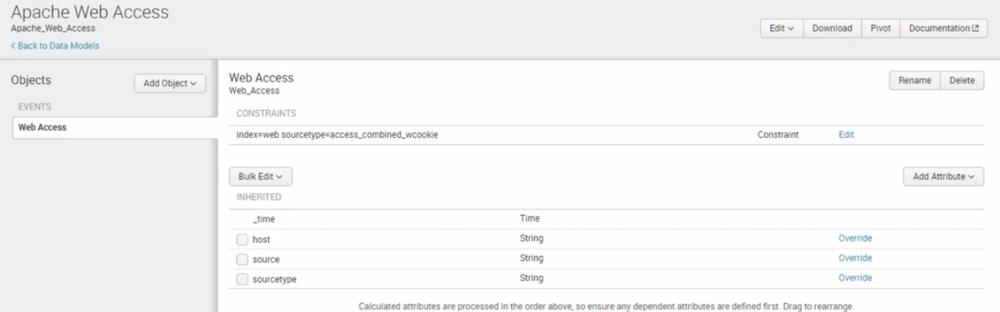 Apache Web Access
Apache_Web_Access
< Back to Data Models
Edit
Download
Pivot
Documentation
Objects
Add Object
EVENTS
Web Access
Web Access
Web_Access
Rename
Delete
CONSTRAINTS
index=web sourcetype=access_combined_wcookie Constraint Edit
Bulk Edit
Add Attribute
INHERITED
_time Time
host String Override
source String Override
sourcetype String Override
Calculated attributes are processed in the order above, so ensure any dependent attributes are defined first. Drag to rearrange.